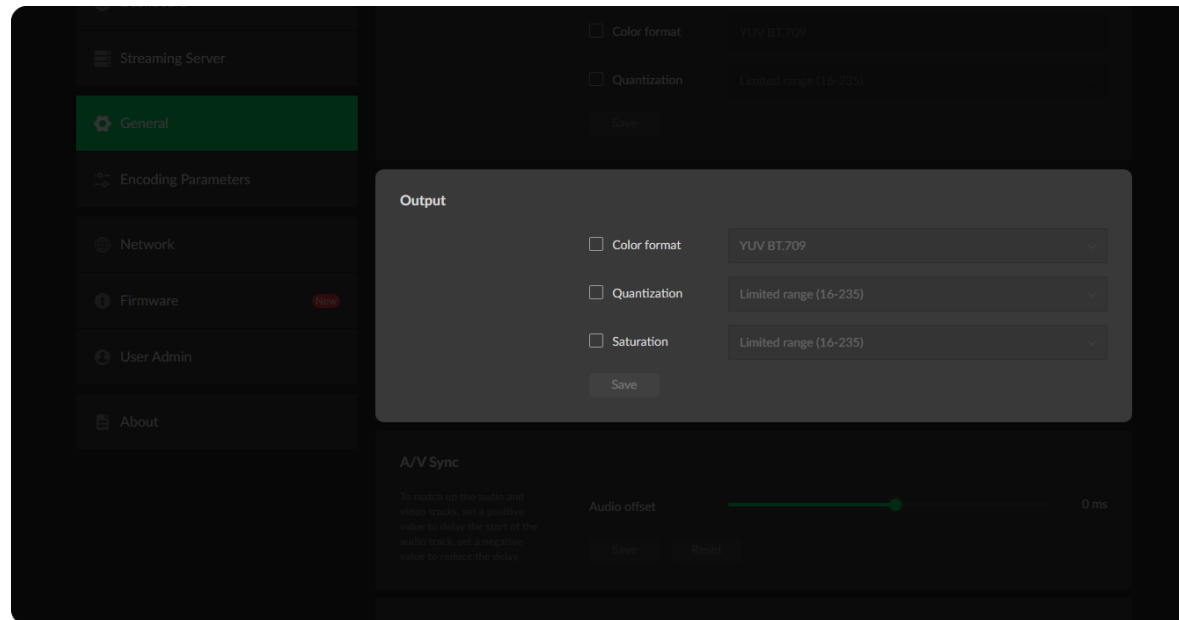 Color format
YUV BT.709
Streaming Server
Quantization
Limited range (16-235)
General
Save
Encoding Parameters
Output
Network
Color format
YUV BT.709
Firmware
New
Quantization
Limited range (16-235)
User Admin
Saturation
Limited range (16-235)
Save
About
A/V Sync
To match up the audio and
video tracks, set a positive
value to delay the start of the
audio track, set a negative
value to reduce the delay.
Audio offset
0 ms
Save
Reset